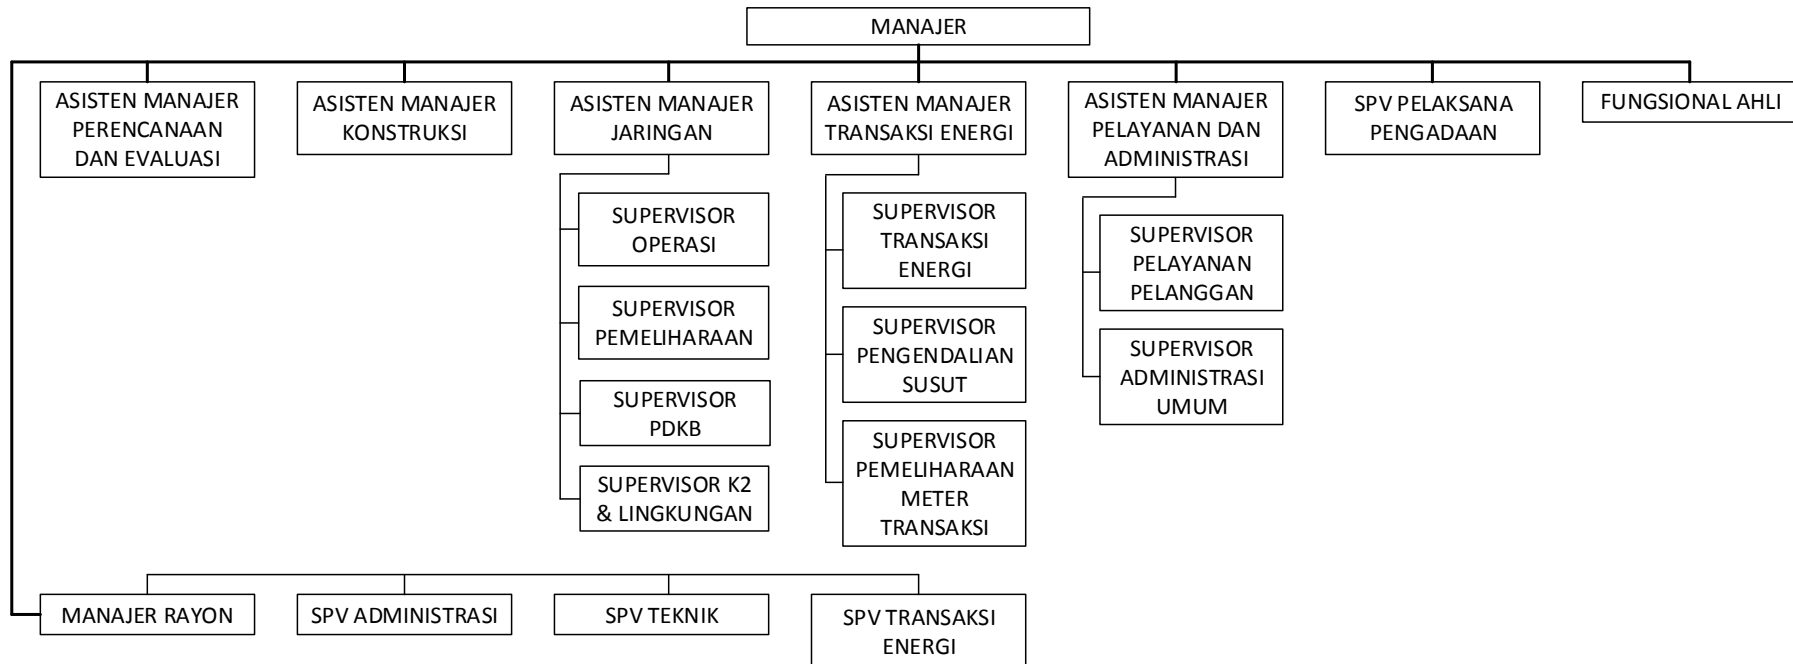 MANAJER
ASISTEN MANAJER
PERENCANAAN
DAN EVALUASI
ASISTEN MANAJER
KONSTRUKSI
ASISTEN MANAJER
JARINGAN
ASISTEN MANAJER
TRANSAKSI ENERGI
ASISTEN MANAJER
PELAYANAN DAN
ADMINISTRASI
SPV PELAKSANA
PENGADAAN
FUNGSIONAL AHLI
SUPERVISOR
OPERASI
SUPERVISOR
PEMELIHARAAN
SUPERVISOR
PDKB
SUPERVISOR K2
& LINGKUNGAN
SUPERVISOR
TRANSAKSI
ENERGI
SUPERVISOR
PENGENDALIAN
SUSUT
SUPERVISOR
PEMELIHARAAN
METER
TRANSAKSI
SUPERVISOR
PELAYANAN
PELANGGAN
SUPERVISOR
ADMINISTRASI
UMUM
MANAJER RAYON
SPV ADMINISTRASI
SPV TEKNIK
SPV TRANSAKSI
ENERGI